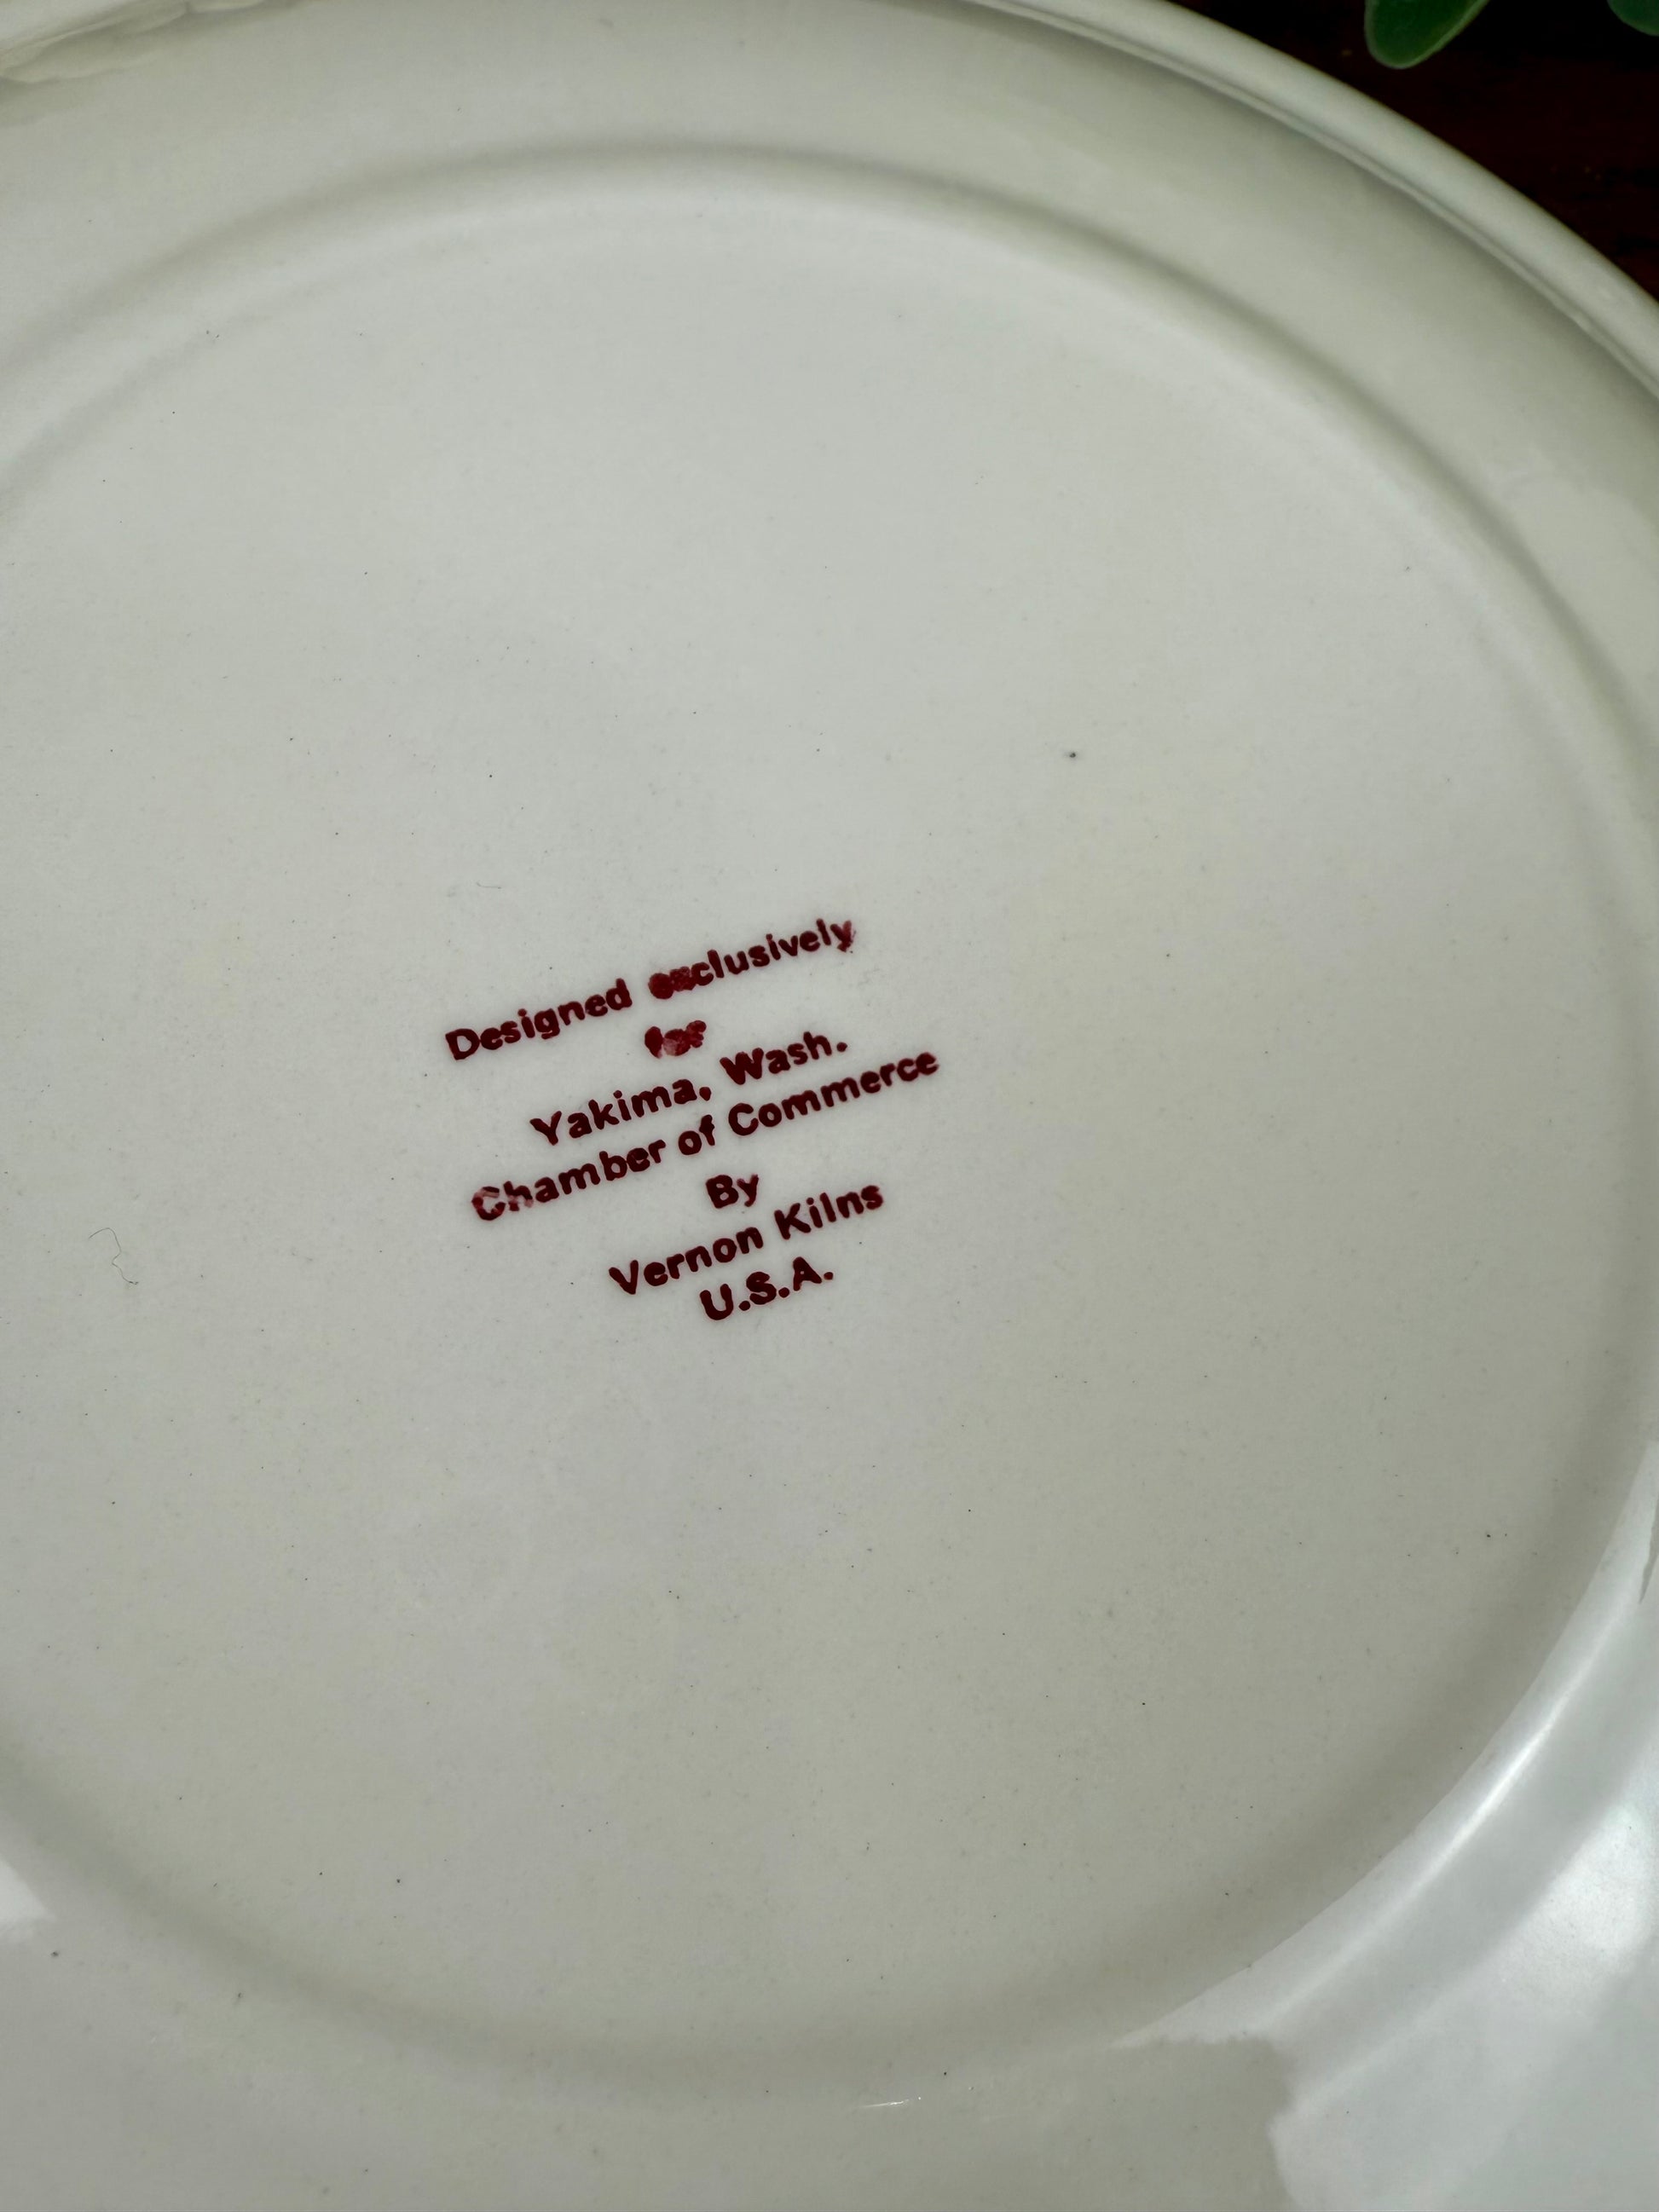 Designed exclusively
for
Yakima, Wash.
Chamber of Commerce
By
Vernon Kilns
U.S.A.